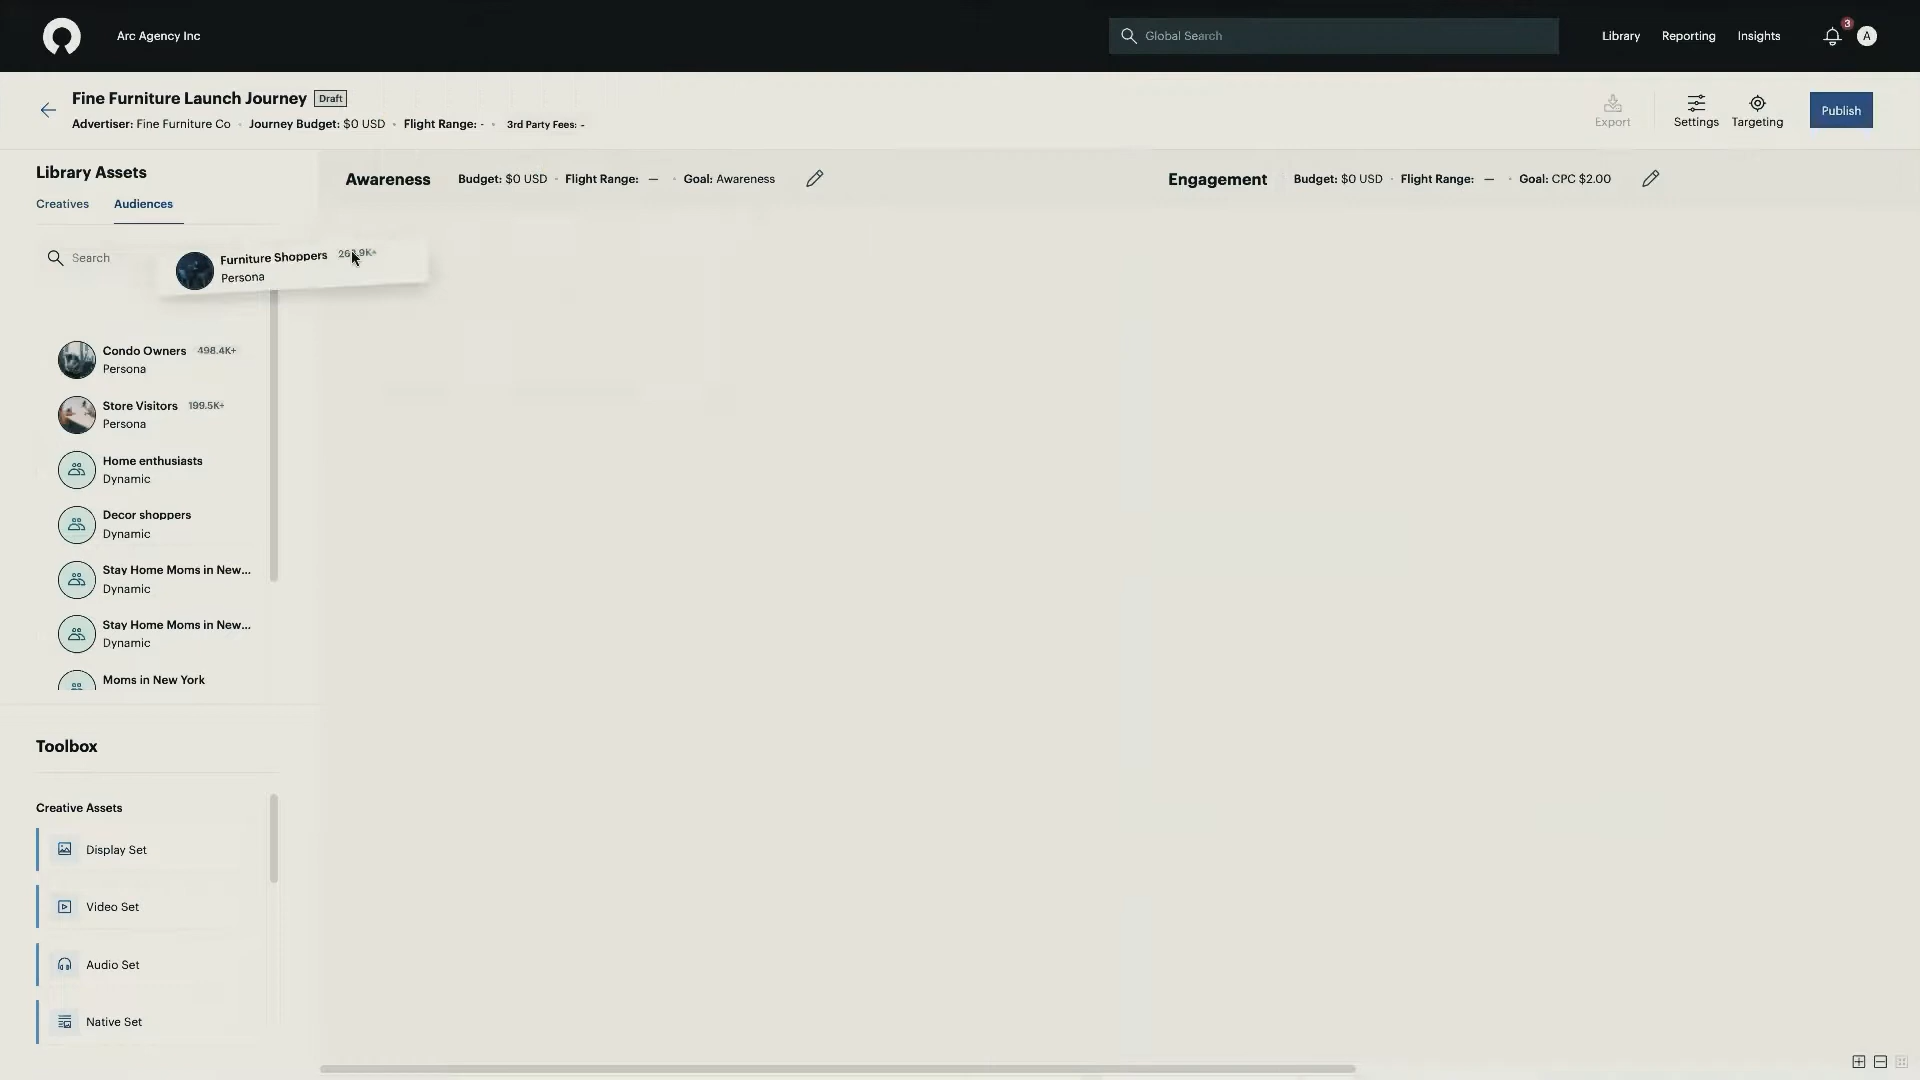 Arc Agency Inc
Global Search
Library
Reporting
Insights
3
A
Fine Furniture Launch Journey
Draft
Advertiser: Fine Furniture Co • Journey Budget: $0 USD • Flight Range: - • 3rd Party Fees: -
Export
Settings
Targeting
Publish
Library Assets
Creatives
Audiences
Search
Furniture Shoppers
Persona
Condo Owners 498.4K+
Persona
Store Visitors 199.5K+
Persona
Home enthusiasts
Dynamic
Decor shoppers
Dynamic
Stay Home Moms in New...
Dynamic
Stay Home Moms in New...
Dynamic
Moms in New York
Toolbox
Creative Assets
Display Set
Video Set
Audio Set
Native Set
Awareness
Budget: $0 USD • Flight Range: — • Goal: Awareness
Engagement
Budget: $0 USD • Flight Range: — • Goal: CPC $2.00